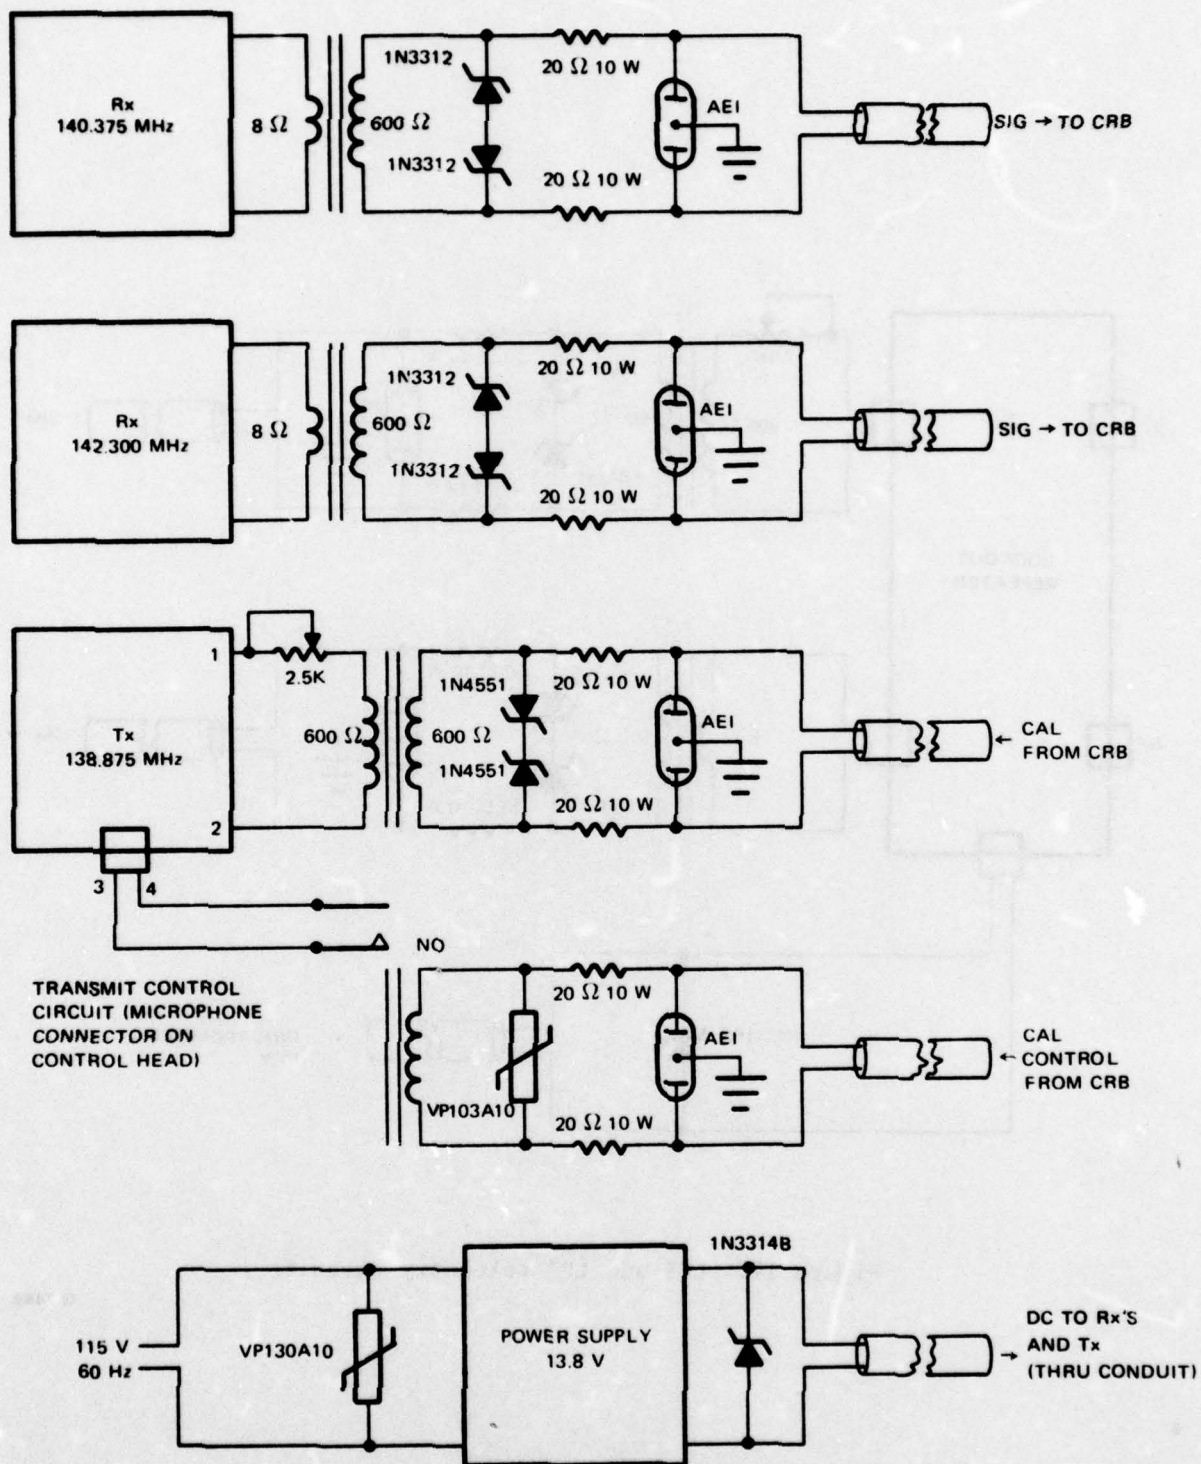 1N3312
20 Ω 10 W
Rx
140.375 MHz
8 Ω
600 Ω
AEI
SIG → TO CRB
1N3312
20 Ω 10 W
20 Ω 10 W
1N3312
Rx
142.300 MHz
8 Ω
600 Ω
AEI
SIG → TO CRB
1N3312
20 Ω 10 W
1
2.5K
20 Ω 10 W
1N4551
Tx
138.875 MHz
600 Ω
600 Ω
AEI
← CAL
FROM CRB
1N4551
20 Ω 10 W
2
3
4
NO
TRANSMIT CONTROL
CIRCUIT (MICROPHONE
CONNECTOR ON
CONTROL HEAD)
20 Ω 10 W
AEI
← CAL
CONTROL
FROM CRB
VP103A10
20 Ω 10 W
1N3314B
115 V
60 Hz
VP130A10
POWER SUPPLY
13.8 V
→ DC TO Rx'S
AND Tx
(THRU CONDUIT)